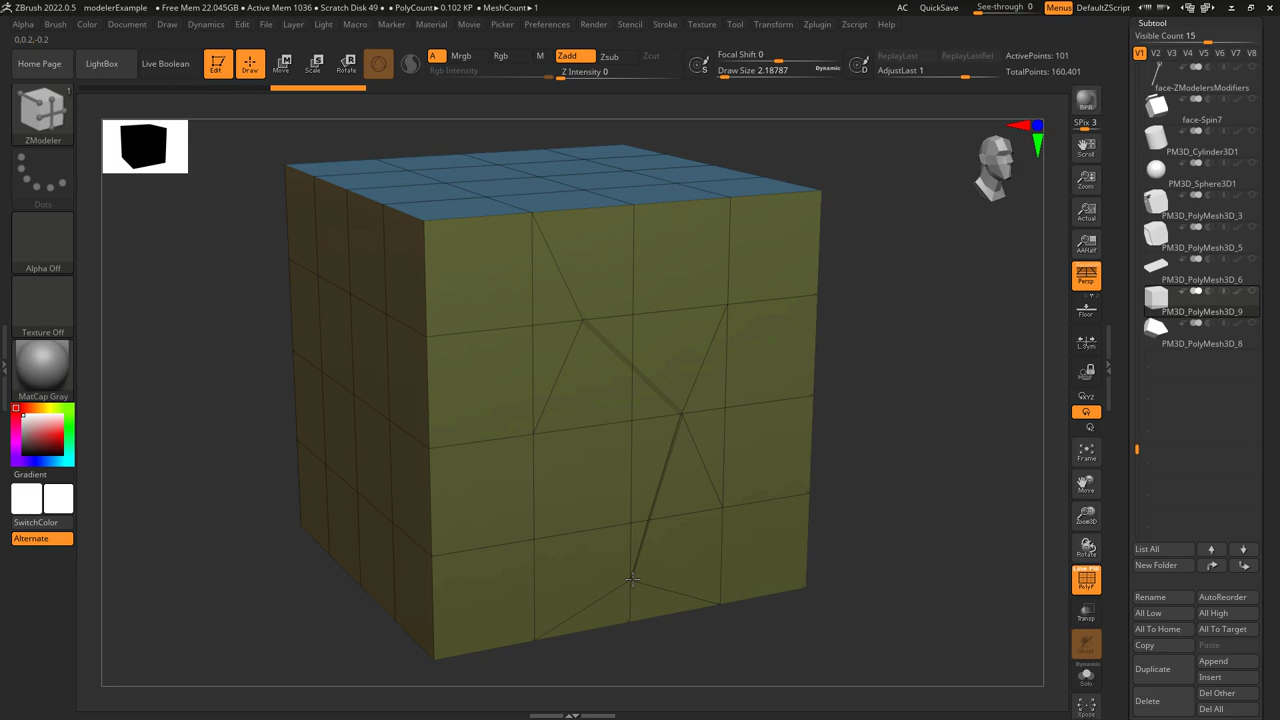 ZBrush 2022.0.5 modelerExample • Free Mem 22.045GB • Active Mem 1036 • Scratch Disk 49 • • PolyCount▸0.102 KP • MeshCount▸1 AC QuickSave See-through 0 Menus DefaultZScript
Alpha Brush Color Document Draw Dynamics Edit File Layer Light Macro Marker Material Movie Picker Preferences Render Stencil Stroke Texture Tool Transform Zplugin Zscript Help
0,0.2,-0.2
Home Page LightBox Live Boolean Edit Draw Move Scale Rotate A Mrgb Rgb M Zadd Zsub Zcut Focal Shift 0 ReplayLast ReplayLastRel ActivePoints: 101
Rgb Intensity Z Intensity 0 S Draw Size 2.18787 Dynamic D AdjustLast 1 TotalPoints: 160,401
1
ZModeler
Dots
Alpha Off
Texture Off
MatCap Gray
Gradient
SwitchColor
Alternate
BPR
SPix 3
Scroll
Zoom
Actual
AAHalf
Persp
Floor
L.Sym
XYZ
Frame
Move
Zoom3D
Rotate
Line Fill
PolyF
Transp
Dynamic
Solo
Xpose
Subtool
Visible Count 15
V1 V2 V3 V4 V5 V6 V7 V8
face-ZModelersModifiers
face-Spin7
PM3D_Cylinder3D1
PM3D_Sphere3D1
PM3D_PolyMesh3D_3
PM3D_PolyMesh3D_5
PM3D_PolyMesh3D_6
PM3D_PolyMesh3D_9
PM3D_PolyMesh3D_8
List All
New Folder
Rename AutoReorder
All Low All High
All To Home All To Target
Copy Paste
Duplicate Append
Insert
Delete Del Other
Del All